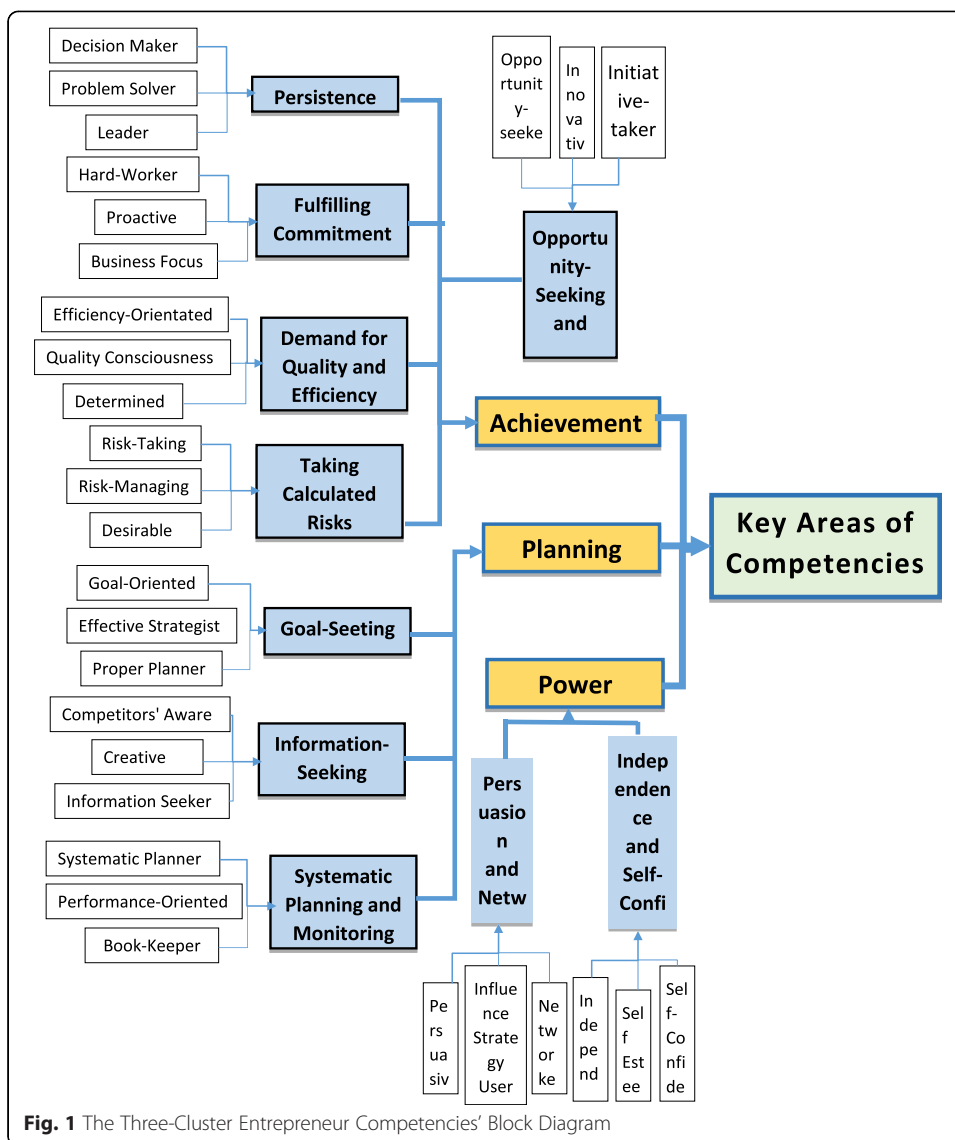 Decision Maker
Problem Solver
Leader
Persistence
Hard-Worker
Proactive
Business Focus
Fulfilling
Commitment
Efficiency-Orientated
Quality Consciousness
Determined
Demand for
Quality and
Efficiency
Risk-Taking
Risk-Managing
Desirable
Taking
Calculated
Risks
Goal-Oriented
Effective Strategist
Proper Planner
Goal-Seeting
Competitors' Aware
Creative
Information Seeker
Information-
Seeking
Systematic Planner
Performance-Oriented
Book-Keeper
Systematic
Planning and
Monitoring
Oppo
rtunit
y-
seeke
In
no
va
tiv
Initiat
ive-
taker
Opportu
nity-
Seeking
and
Achievement
Planning
Power
Key Areas of
Competencies
Pers
uasio
n
and
Netw
Indep
enden
ce
and
Self-
Confi
Pe
rs
ua
siv
Influe
nce
Strate
gy
User
Ne
tw
or
ke
In
de
pe
nd
Self
Est
ee
Sel
f-
Co
nfi
de
Fig. 1 The Three-Cluster Entrepreneur Competencies' Block Diagram